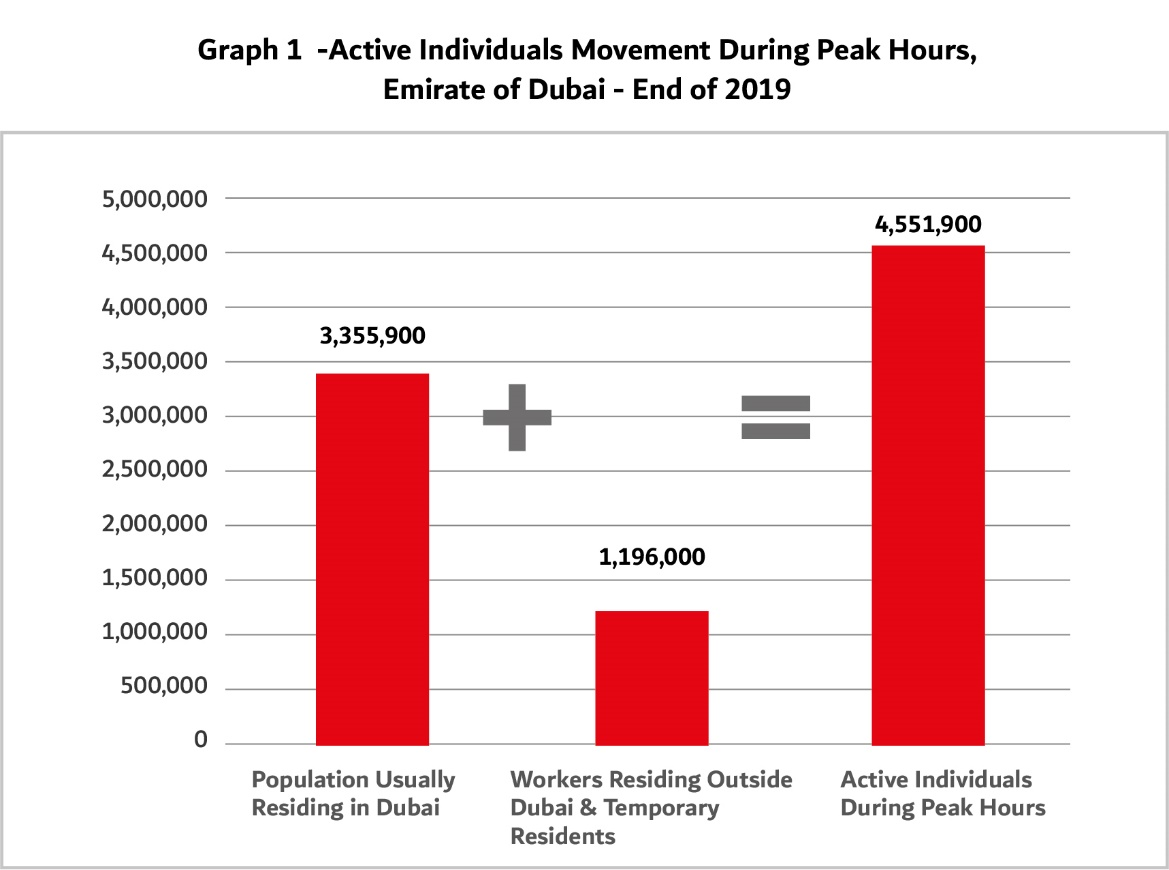 Graph 1  -Active Individuals Movement During Peak Hours,
Emirate of Dubai - End of 2019
5,000,000
4,500,000
4,000,000
3,500,000
3,000,000
2,500,000
2,000,000
1,500,000
1,000,000
500,000
0
3,355,900
1,196,000
4,551,900
+
=
Population Usually
Residing in Dubai
Workers Residing Outside
Dubai & Temporary
Residents
Active Individuals
During Peak Hours